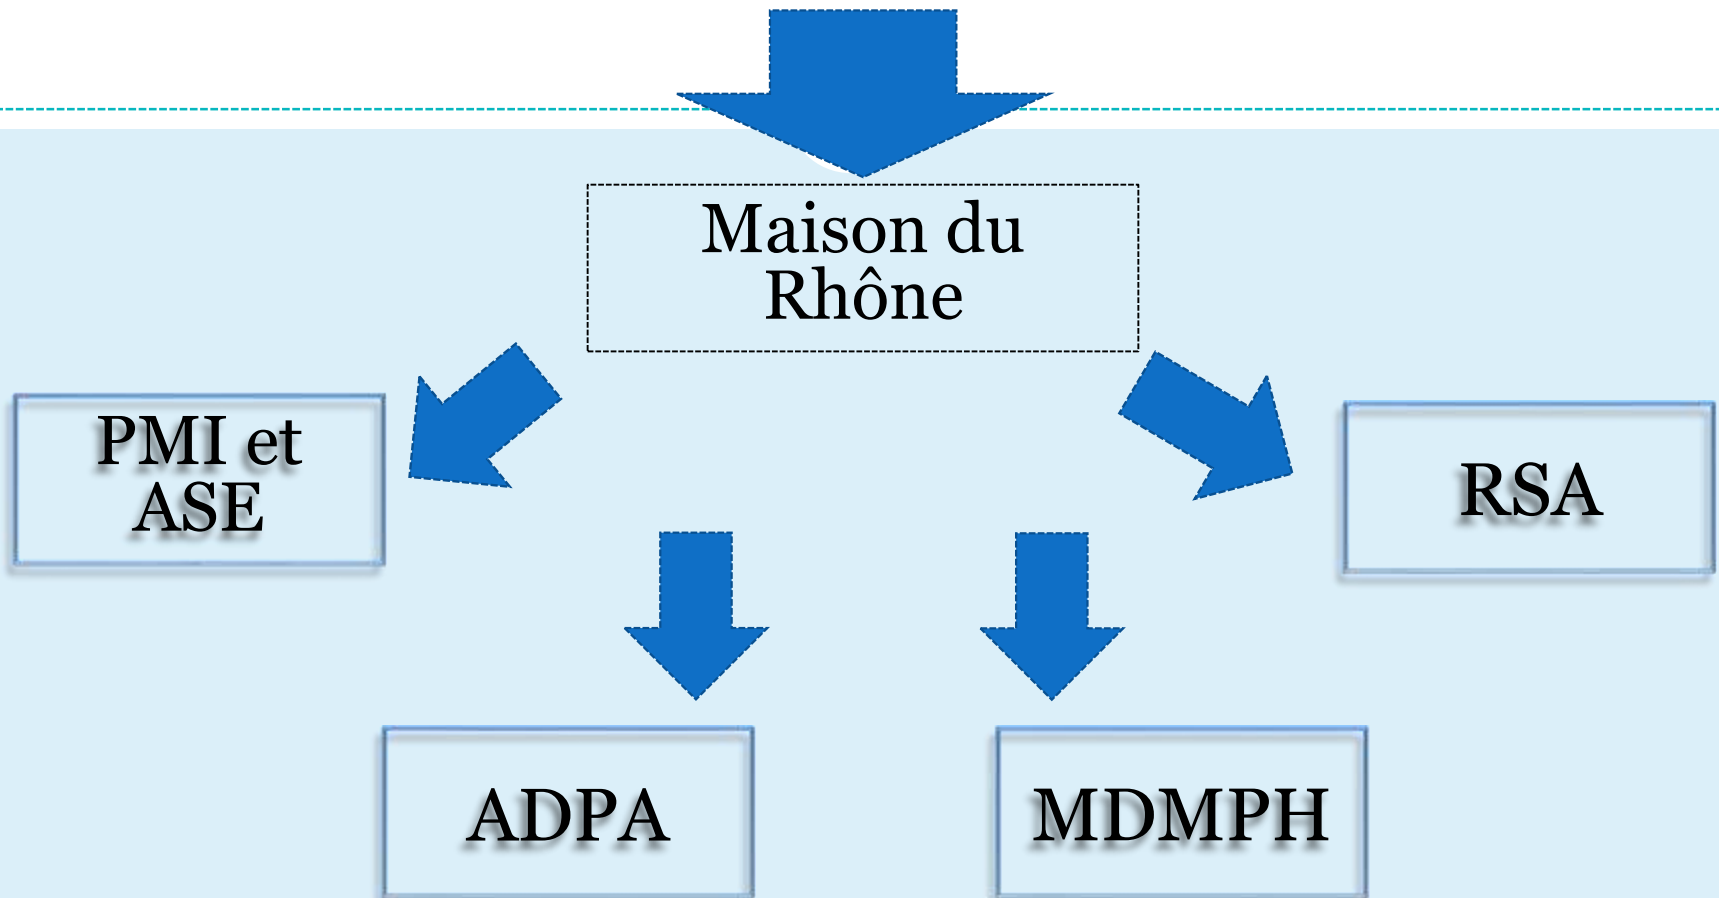 Maison du
Rhône
PMI et
ASE
RSA
ADPA
MDMPH